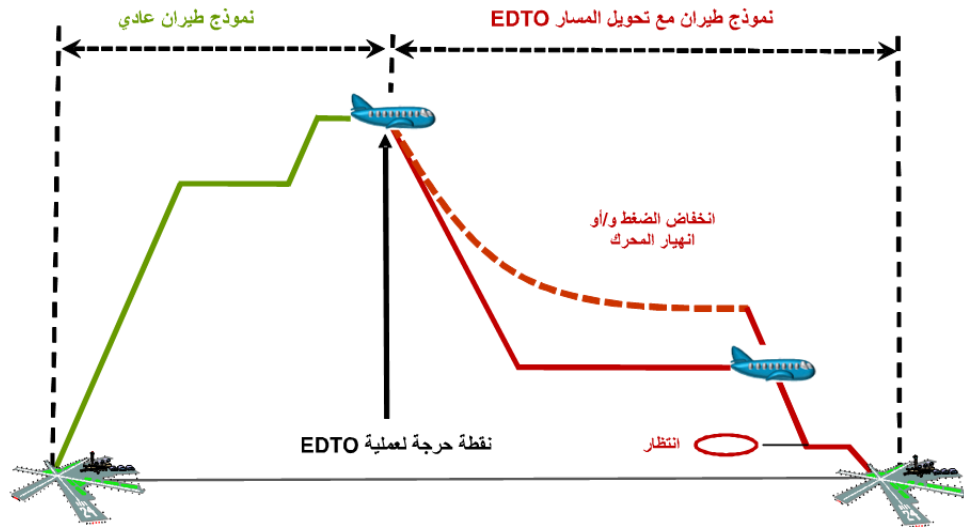 نموذج طيران عادي
نموذج طيران مع تحويل المسار EDTO
انخفاض الضغط و/أو
انهيار المحرك
انتظار
نقطة حرجة لعملية EDTO